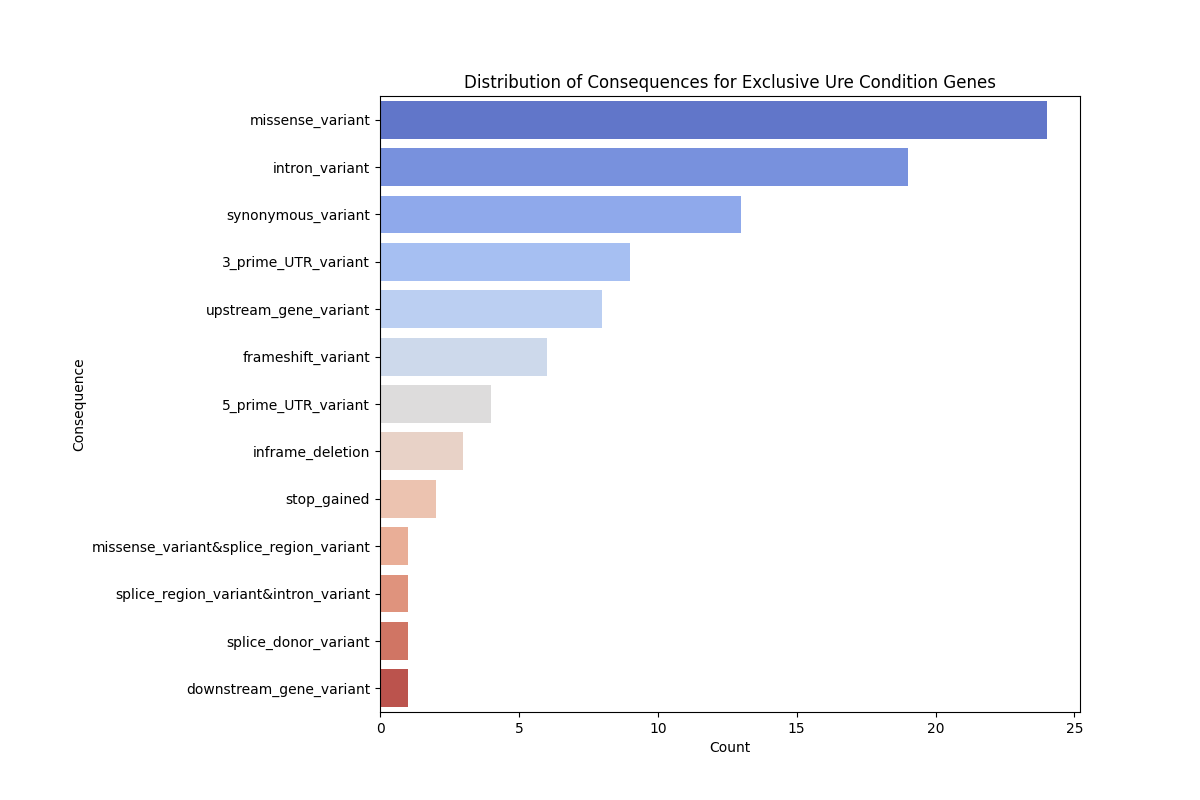 Distribution of Consequences for Exclusive Ure Condition Genes
missense_variant
intron_variant
synonymous_variant
3_prime_UTR_variant
upstream_gene_variant
frameshift_variant
5_prime_UTR_variant
inframe_deletion
stop_gained
missense_variant&splice_region_variant
splice_region_variant&intron_variant
splice_donor_variant
downstream_gene_variant
Consequence
0 5 10 15 20 25
Count